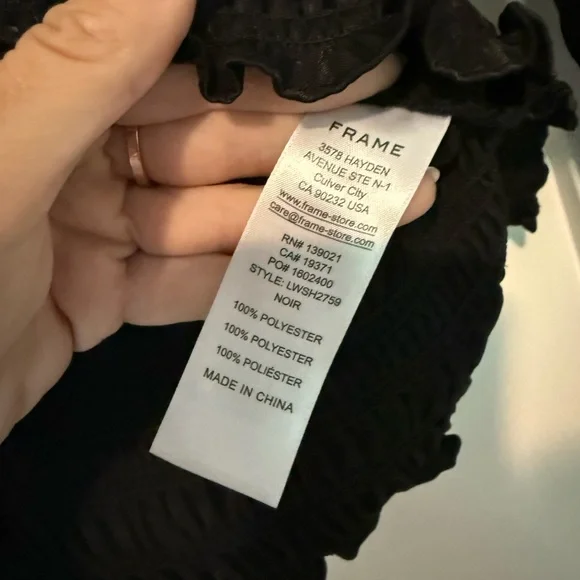 FRAME
3578 HAYDEN
AVENUE STE N-1
Culver City
CA 90232 USA
www.frame-store.com
care@frame-store.com
RN# 139021
CA# 19371
PO# 1602400
STYLE: LWSH2759
NOIR
100% POLYESTER
100% POLYESTER
100% POLIÉSTER
MADE IN CHINA